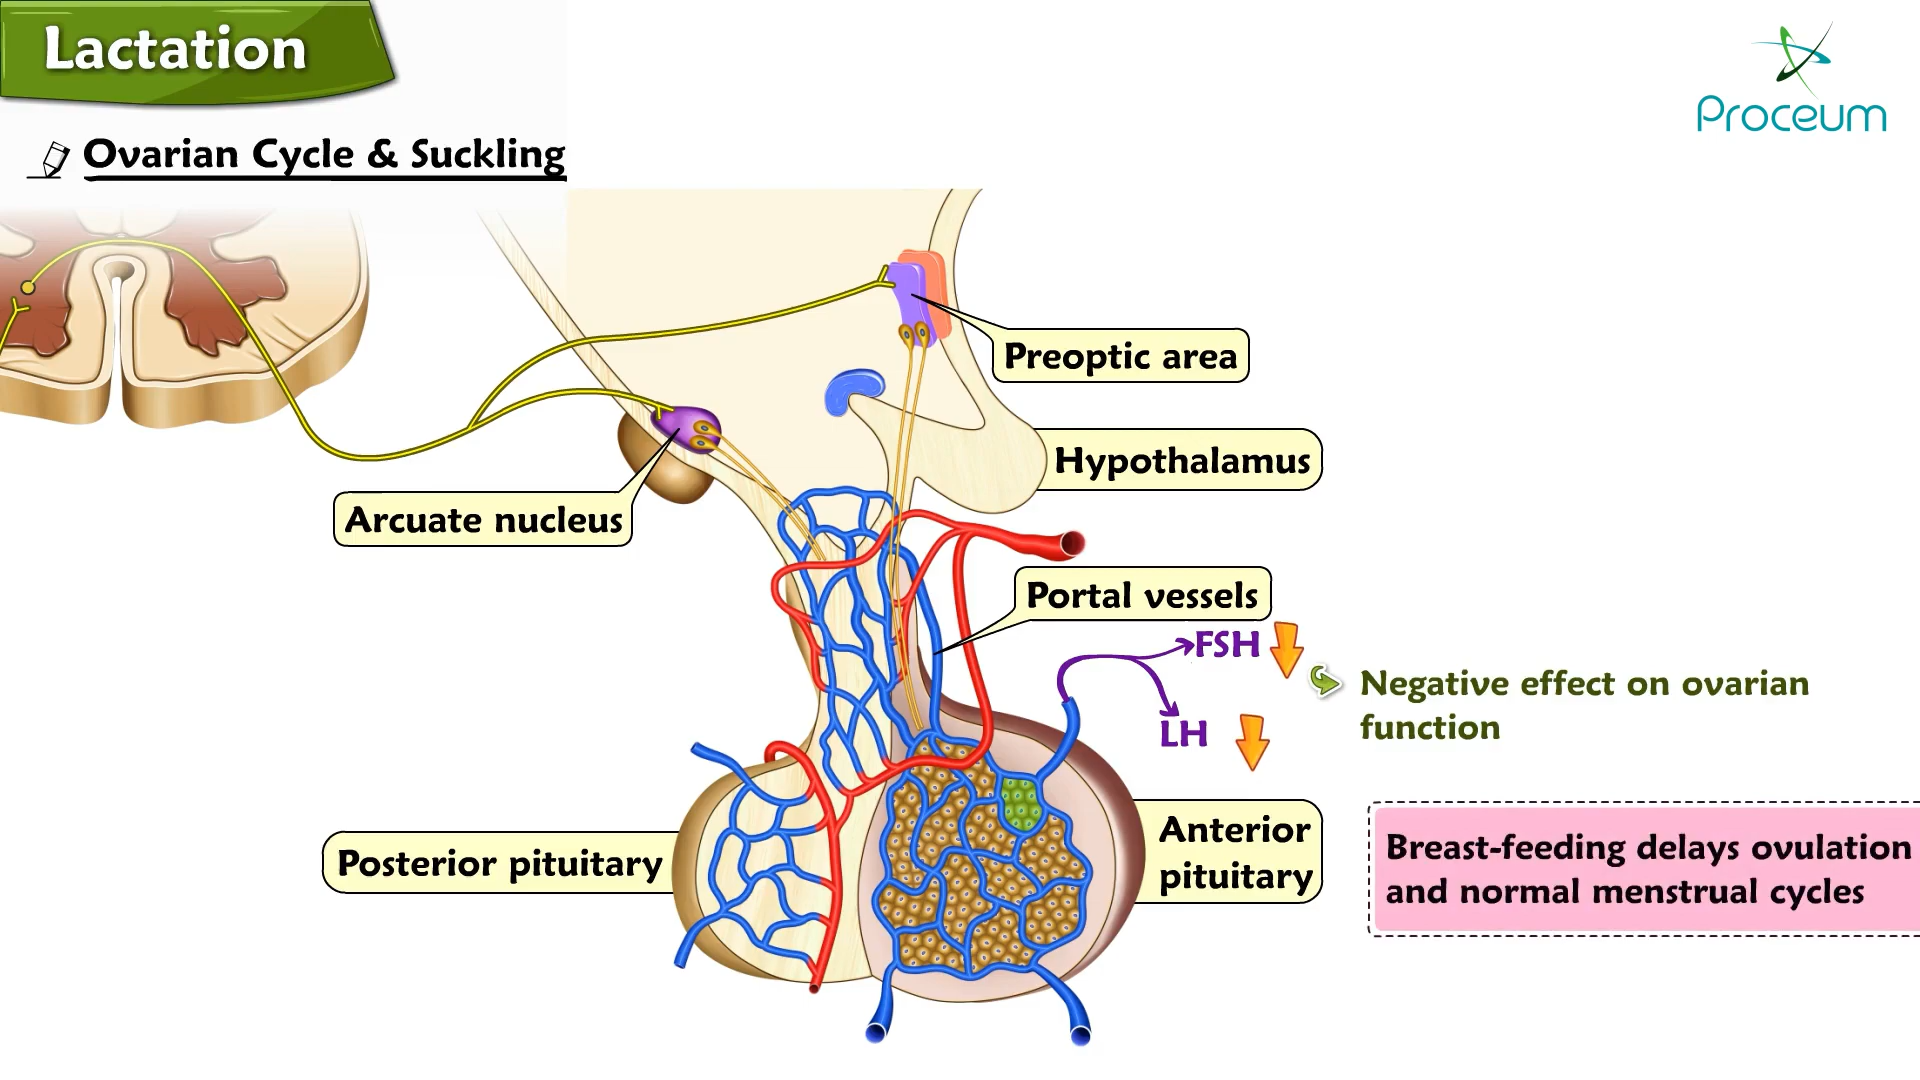 Lactation
Proceum
Ovarian Cycle & Suckling
Preoptic area
Hypothalamus
Arcuate nucleus
Portal vessels
FSH
Negative effect on ovarian
function
LH
Posterior pituitary
Anterior
pituitary
Breast-feeding delays ovulation
and normal menstrual cycles